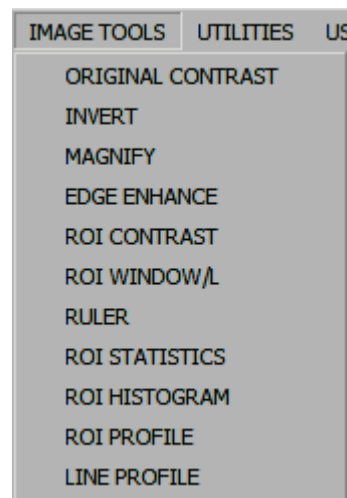 IMAGE TOOLS UTILITIES US
ORIGINAL CONTRAST
INVERT
MAGNIFY
EDGE ENHANCE
ROI CONTRAST
ROI WINDOW/L
RULER
ROI STATISTICS
ROI HISTOGRAM
ROI PROFILE
LINE PROFILE